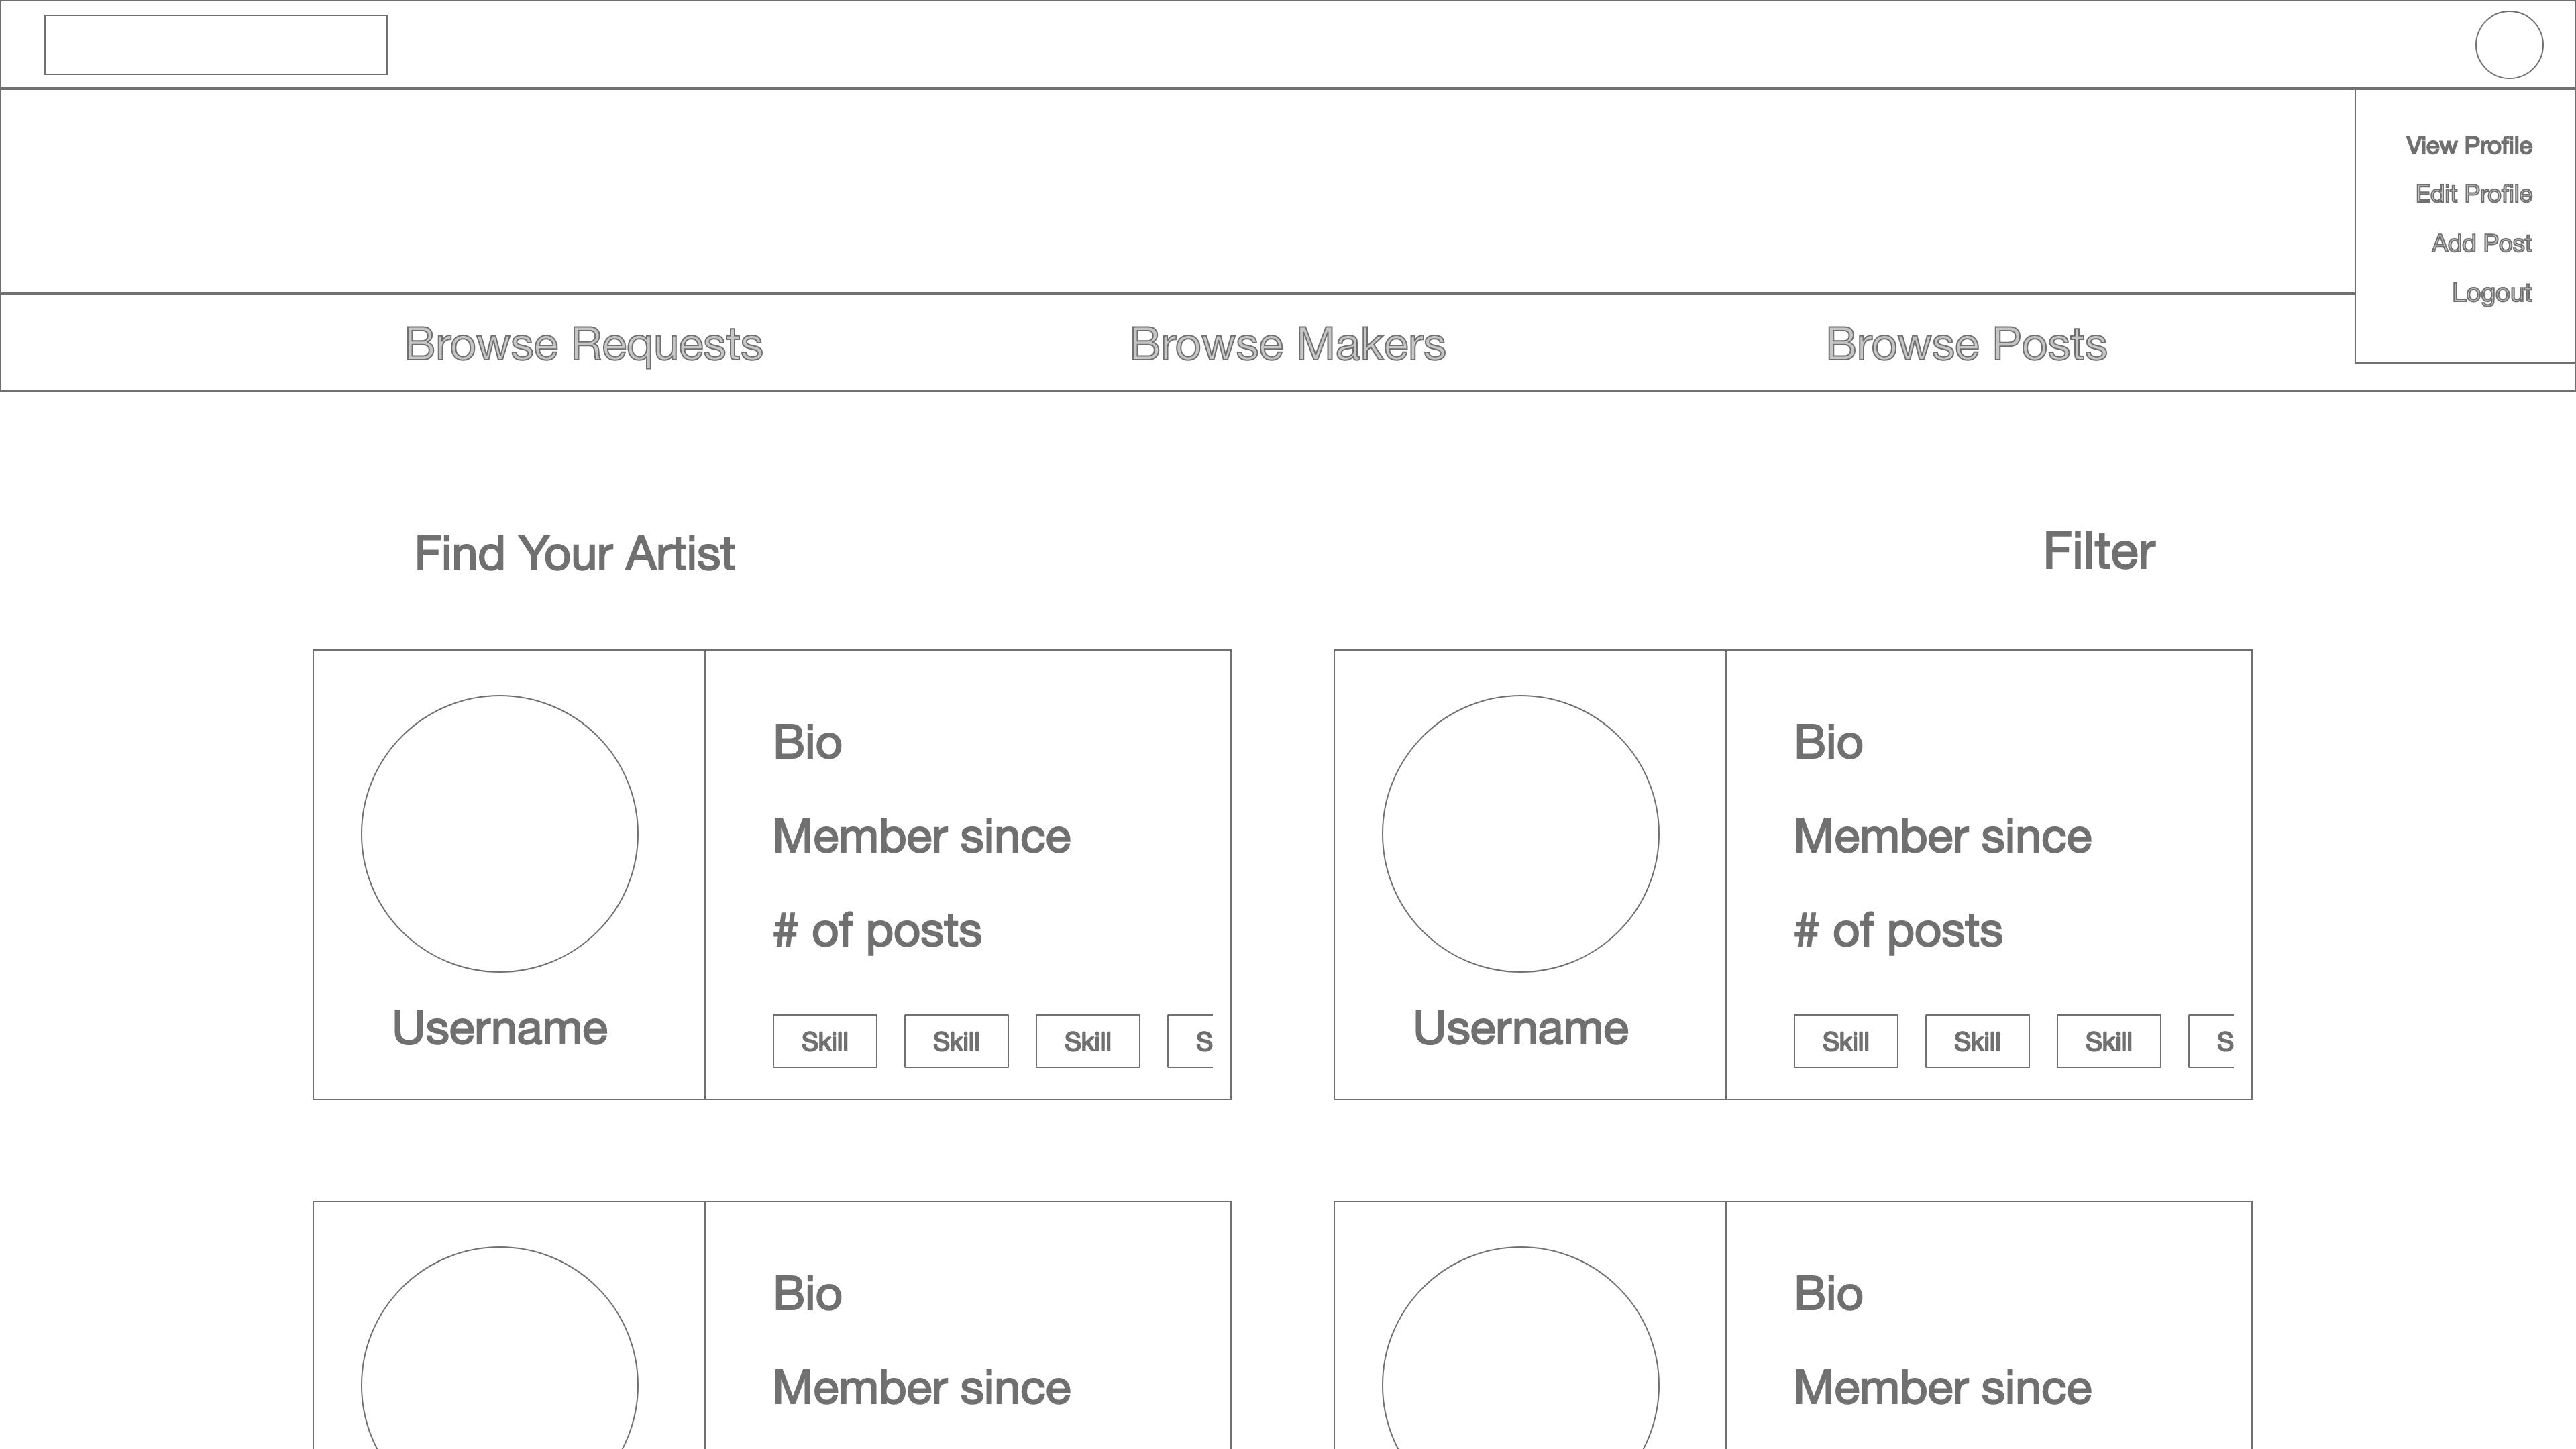 View Profile
Edit Profile
Add Post
Logout
Browse Requests
Browse Makers
Browse Posts
Find Your Artist
Filter
Bio
Member since
# of posts
Username
Skill
Skill
Skill
S
Bio
Member since
# of posts
Username
Skill
Skill
Skill
S
Bio
Member since
Bio
Member since